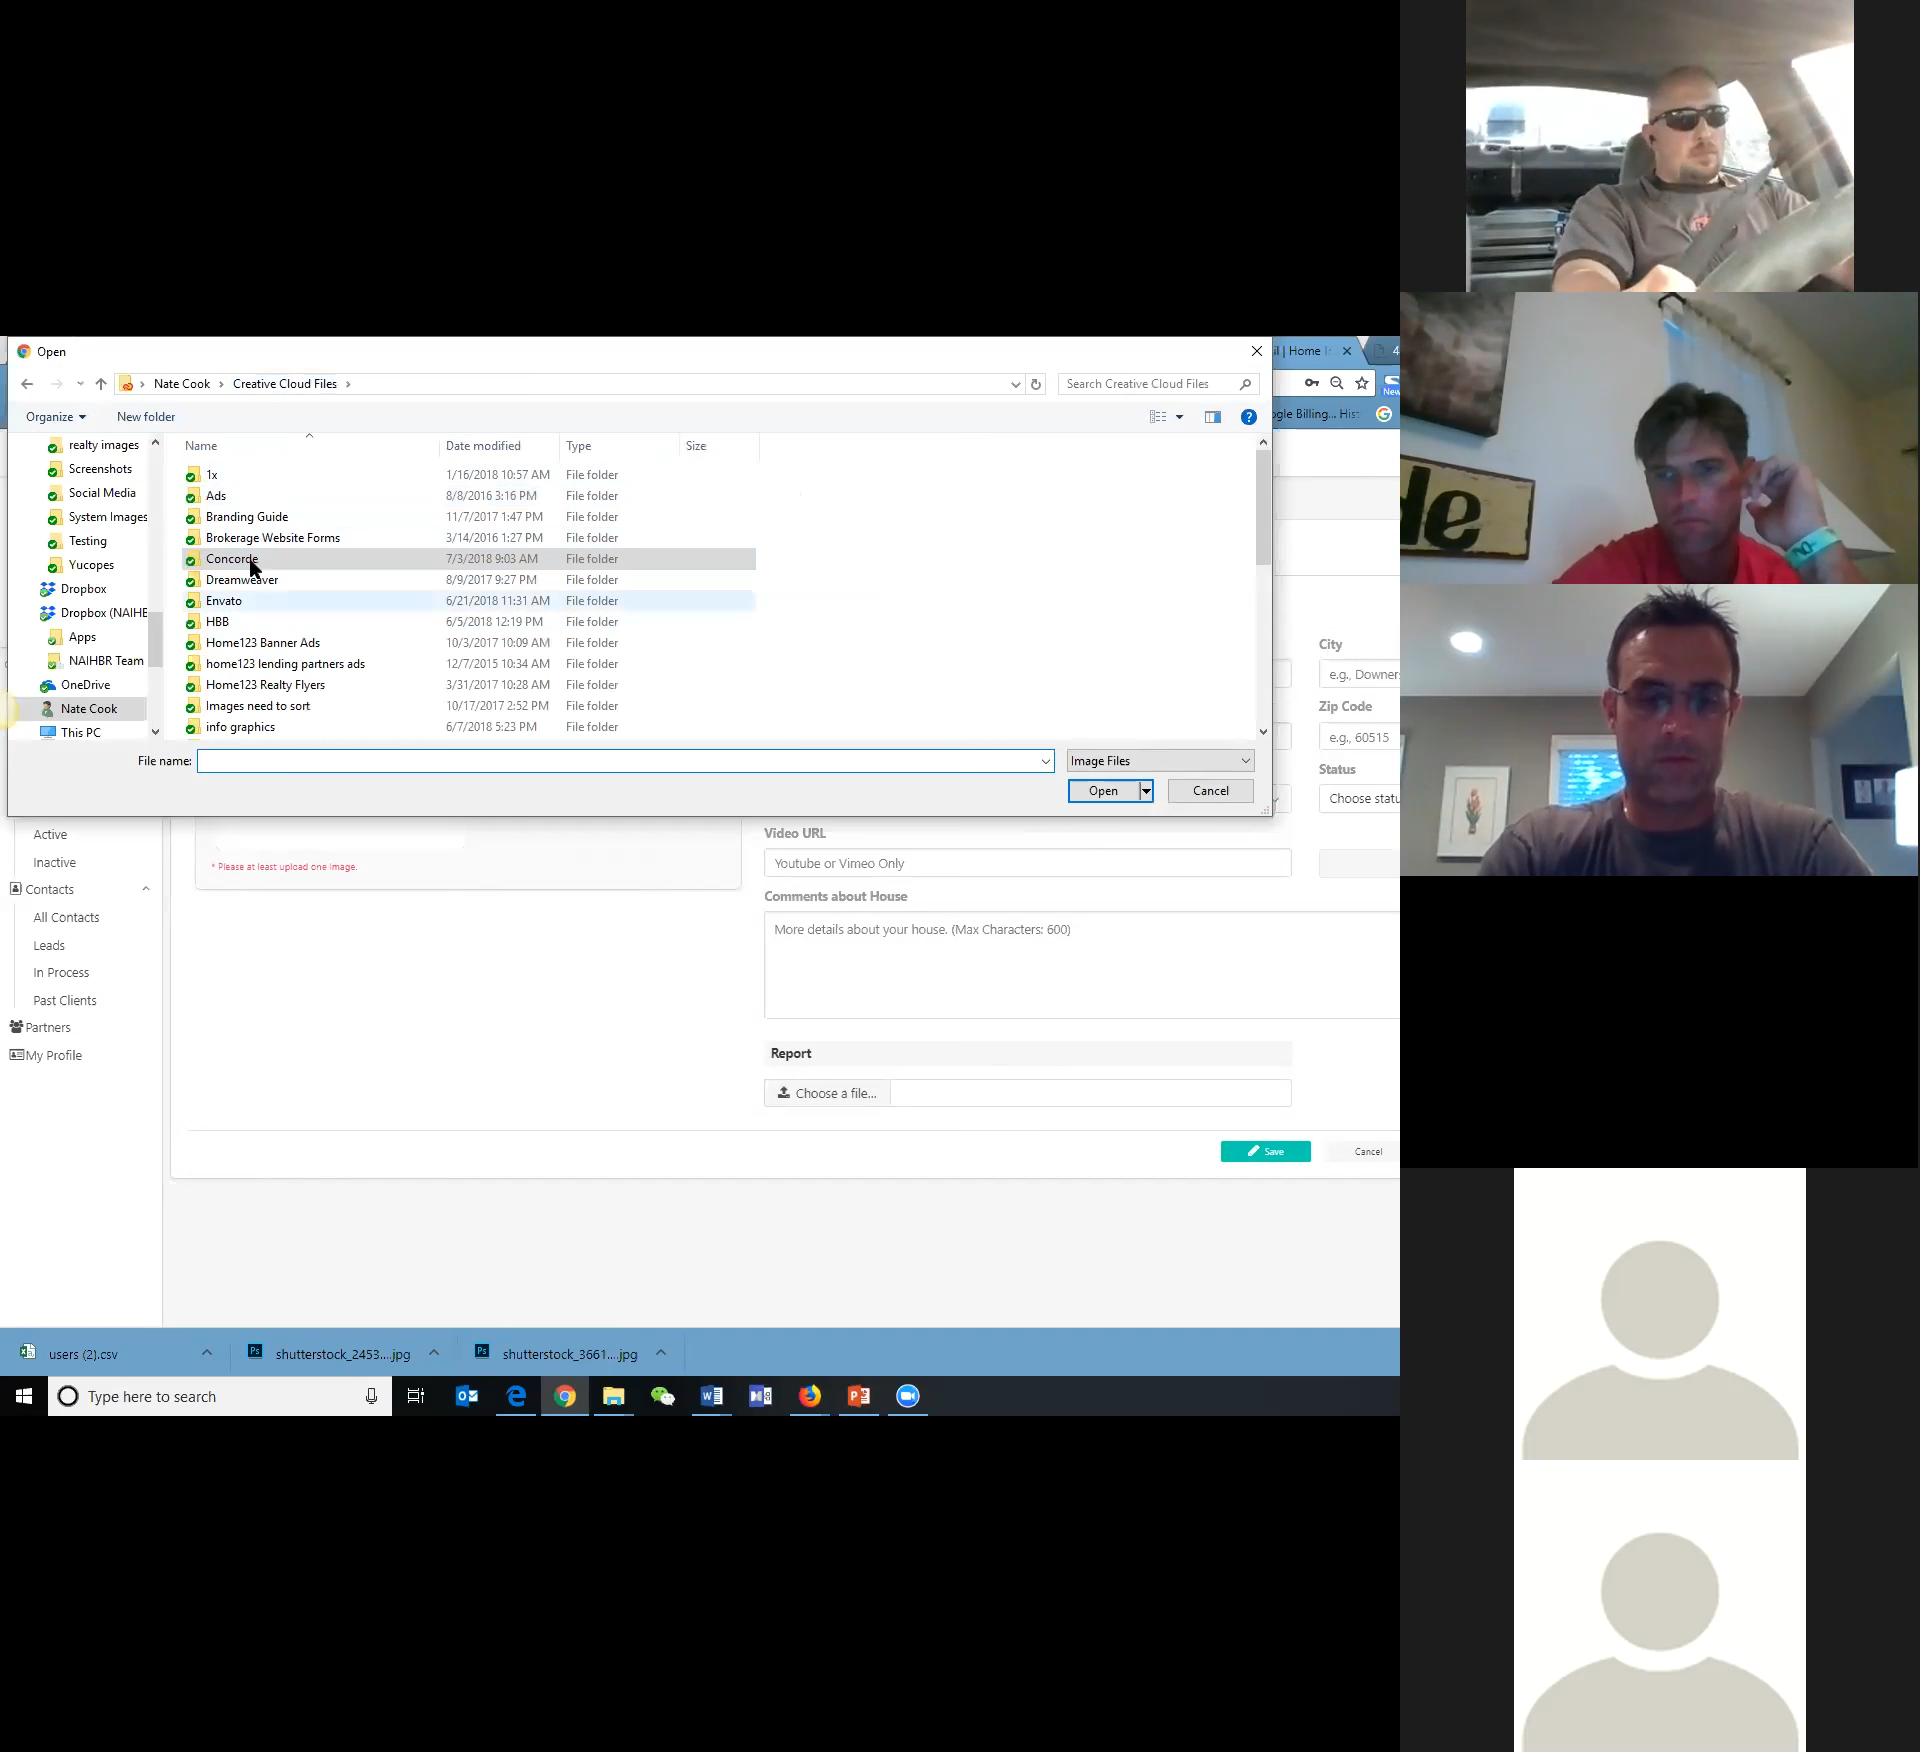 Open
il | Home I
4
Nate Cook
Creative Cloud Files
Search Creative Cloud Files
New
Organize
New folder
ogle Billing... Hist
Name
Date modified
Type
Size
realty images
Screenshots
Social Media
System Images
Testing
Yucopes
Dropbox
Dropbox (NAIHE
Apps
NAIHBR Team
OneDrive
Nate Cook
This PC
1x 1/16/2018 10:57 AM File folder
Ads 8/8/2016 3:16 PM File folder
Branding Guide 11/7/2017 1:47 PM File folder
Brokerage Website Forms 3/14/2016 1:27 PM File folder
Concorde 7/3/2018 9:03 AM File folder
Dreamweaver 8/9/2017 9:27 PM File folder
Envato 6/21/2018 11:31 AM File folder
HBB 6/5/2018 12:19 PM File folder
Home123 Banner Ads 10/3/2017 10:09 AM File folder
home123 lending partners ads 12/7/2015 10:34 AM File folder
Home123 Realty Flyers 3/31/2017 10:28 AM File folder
Images need to sort 10/17/2017 2:52 PM File folder
info graphics 6/7/2018 5:23 PM File folder
File name:
Image Files
Open
Cancel
City
e.g., Downers
Zip Code
e.g., 60515
Status
Choose statu
Active
Inactive
Contacts
All Contacts
Leads
In Process
Past Clients
Partners
My Profile
* Please at least upload one image.
Video URL
Youtube or Vimeo Only
Comments about House
More details about your house. (Max Characters: 600)
Report
Choose a file...
Save
Cancel
users (2).csv
shutterstock_2453....jpg
shutterstock_3661....jpg
Type here to search
de